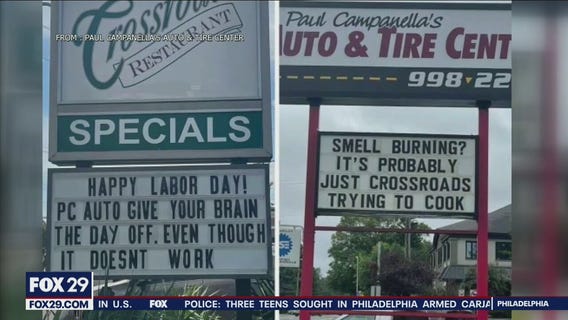 FROM : PAUL CAMPANELLA'S AUTO & TIRE CENTER
Crossroads
RESTAURANT
SPECIALS
HAPPY LABOR DAY!
PC AUTO GIVE YOUR BRAIN
THE DAY OFF. EVEN THOUGH
IT DOESNT WORK
Paul Campanella's
UTO & TIRE CENT
998-22
SMELL BURNING?
IT'S PROBABLY
JUST CROSSROADS
TRYING TO COOK
FOX 29
FOX29.COM
IN U.S. FOX POLICE: THREE TEENS SOUGHT IN PHILADELPHIA ARMED CARJA
PHILADELPHIA